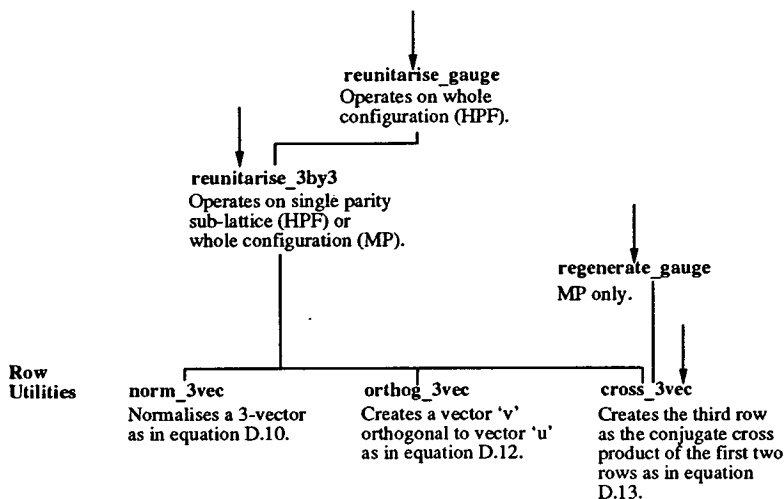 reunitarise_gauge
Operates on whole
configuration (HPF).
reunitarise_3by3
Operates on single parity
sub-lattice (HPF) or
whole configuration (MP).
regenerate_gauge
MP only.
Row
Utilities
norm_3vec
Normalises a 3-vector
as in equation D.10.
orthog_3vec
Creates a vector ‘v’
orthogonal to vector ‘u’
as in equation D.12.
cross_3vec
Creates the third row
as the conjugate cross
product of the first two
rows as in equation
D.13.